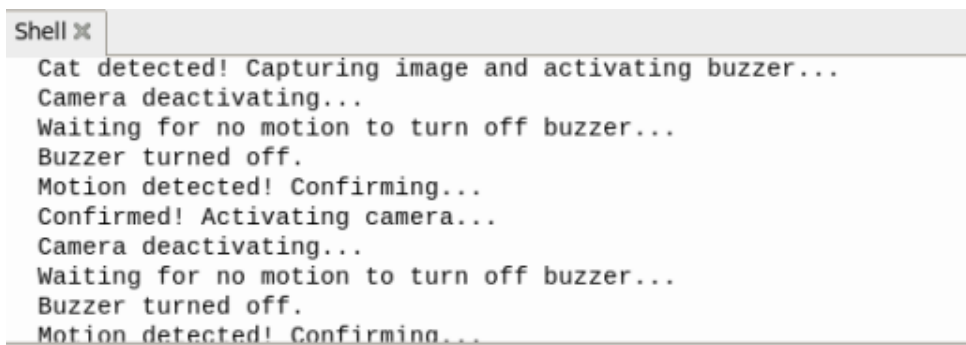 Shell
Cat detected! Capturing image and activating buzzer...
Camera deactivating...
Waiting for no motion to turn off buzzer...
Buzzer turned off.
Motion detected! Confirming...
Confirmed! Activating camera...
Camera deactivating...
Waiting for no motion to turn off buzzer...
Buzzer turned off.
Motion detected! Confirming...